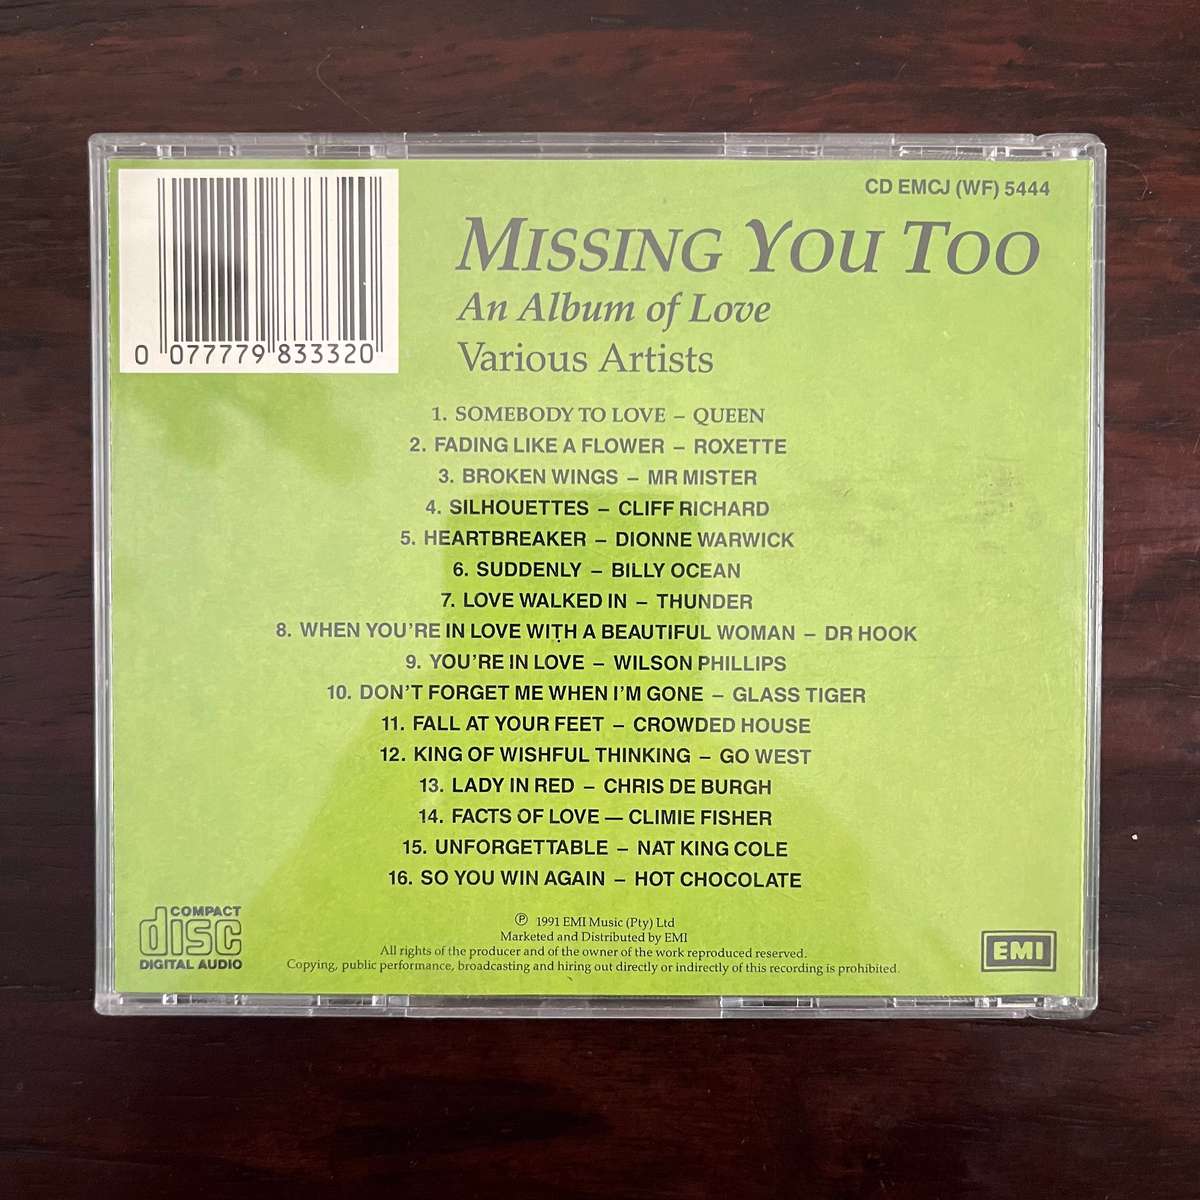 CD EMCJ (WF) 5444
MISSING YOU TOO
An Album of Love
Various Artists
0 077779 833320
1. SOMEBODY TO LOVE – QUEEN
2. FADING LIKE A FLOWER – ROXETTE
3. BROKEN WINGS – MR MISTER
4. SILHOUETTES – CLIFF RICHARD
5. HEARTBREAKER – DIONNE WARWICK
6. SUDDENLY – BILLY OCEAN
7. LOVE WALKED IN – THUNDER
8. WHEN YOU'RE IN LOVE WITH A BEAUTIFUL WOMAN – DR HOOK
9. YOU'RE IN LOVE – WILSON PHILLIPS
10. DON'T FORGET ME WHEN I'M GONE – GLASS TIGER
11. FALL AT YOUR FEET – CROWDED HOUSE
12. KING OF WISHFUL THINKING – GO WEST
13. LADY IN RED – CHRIS DE BURGH
14. FACTS OF LOVE — CLIMIE FISHER
15. UNFORGETTABLE – NAT KING COLE
16. SO YOU WIN AGAIN – HOT CHOCOLATE
COMPACT
disc
DIGITAL AUDIO
℗ 1991 EMI Music (Pty) Ltd
Marketed and Distributed by EMI
All rights of the producer and of the owner of the work reproduced reserved.
Copying, public performance, broadcasting and hiring out directly or indirectly of this recording is prohibited.
EMI